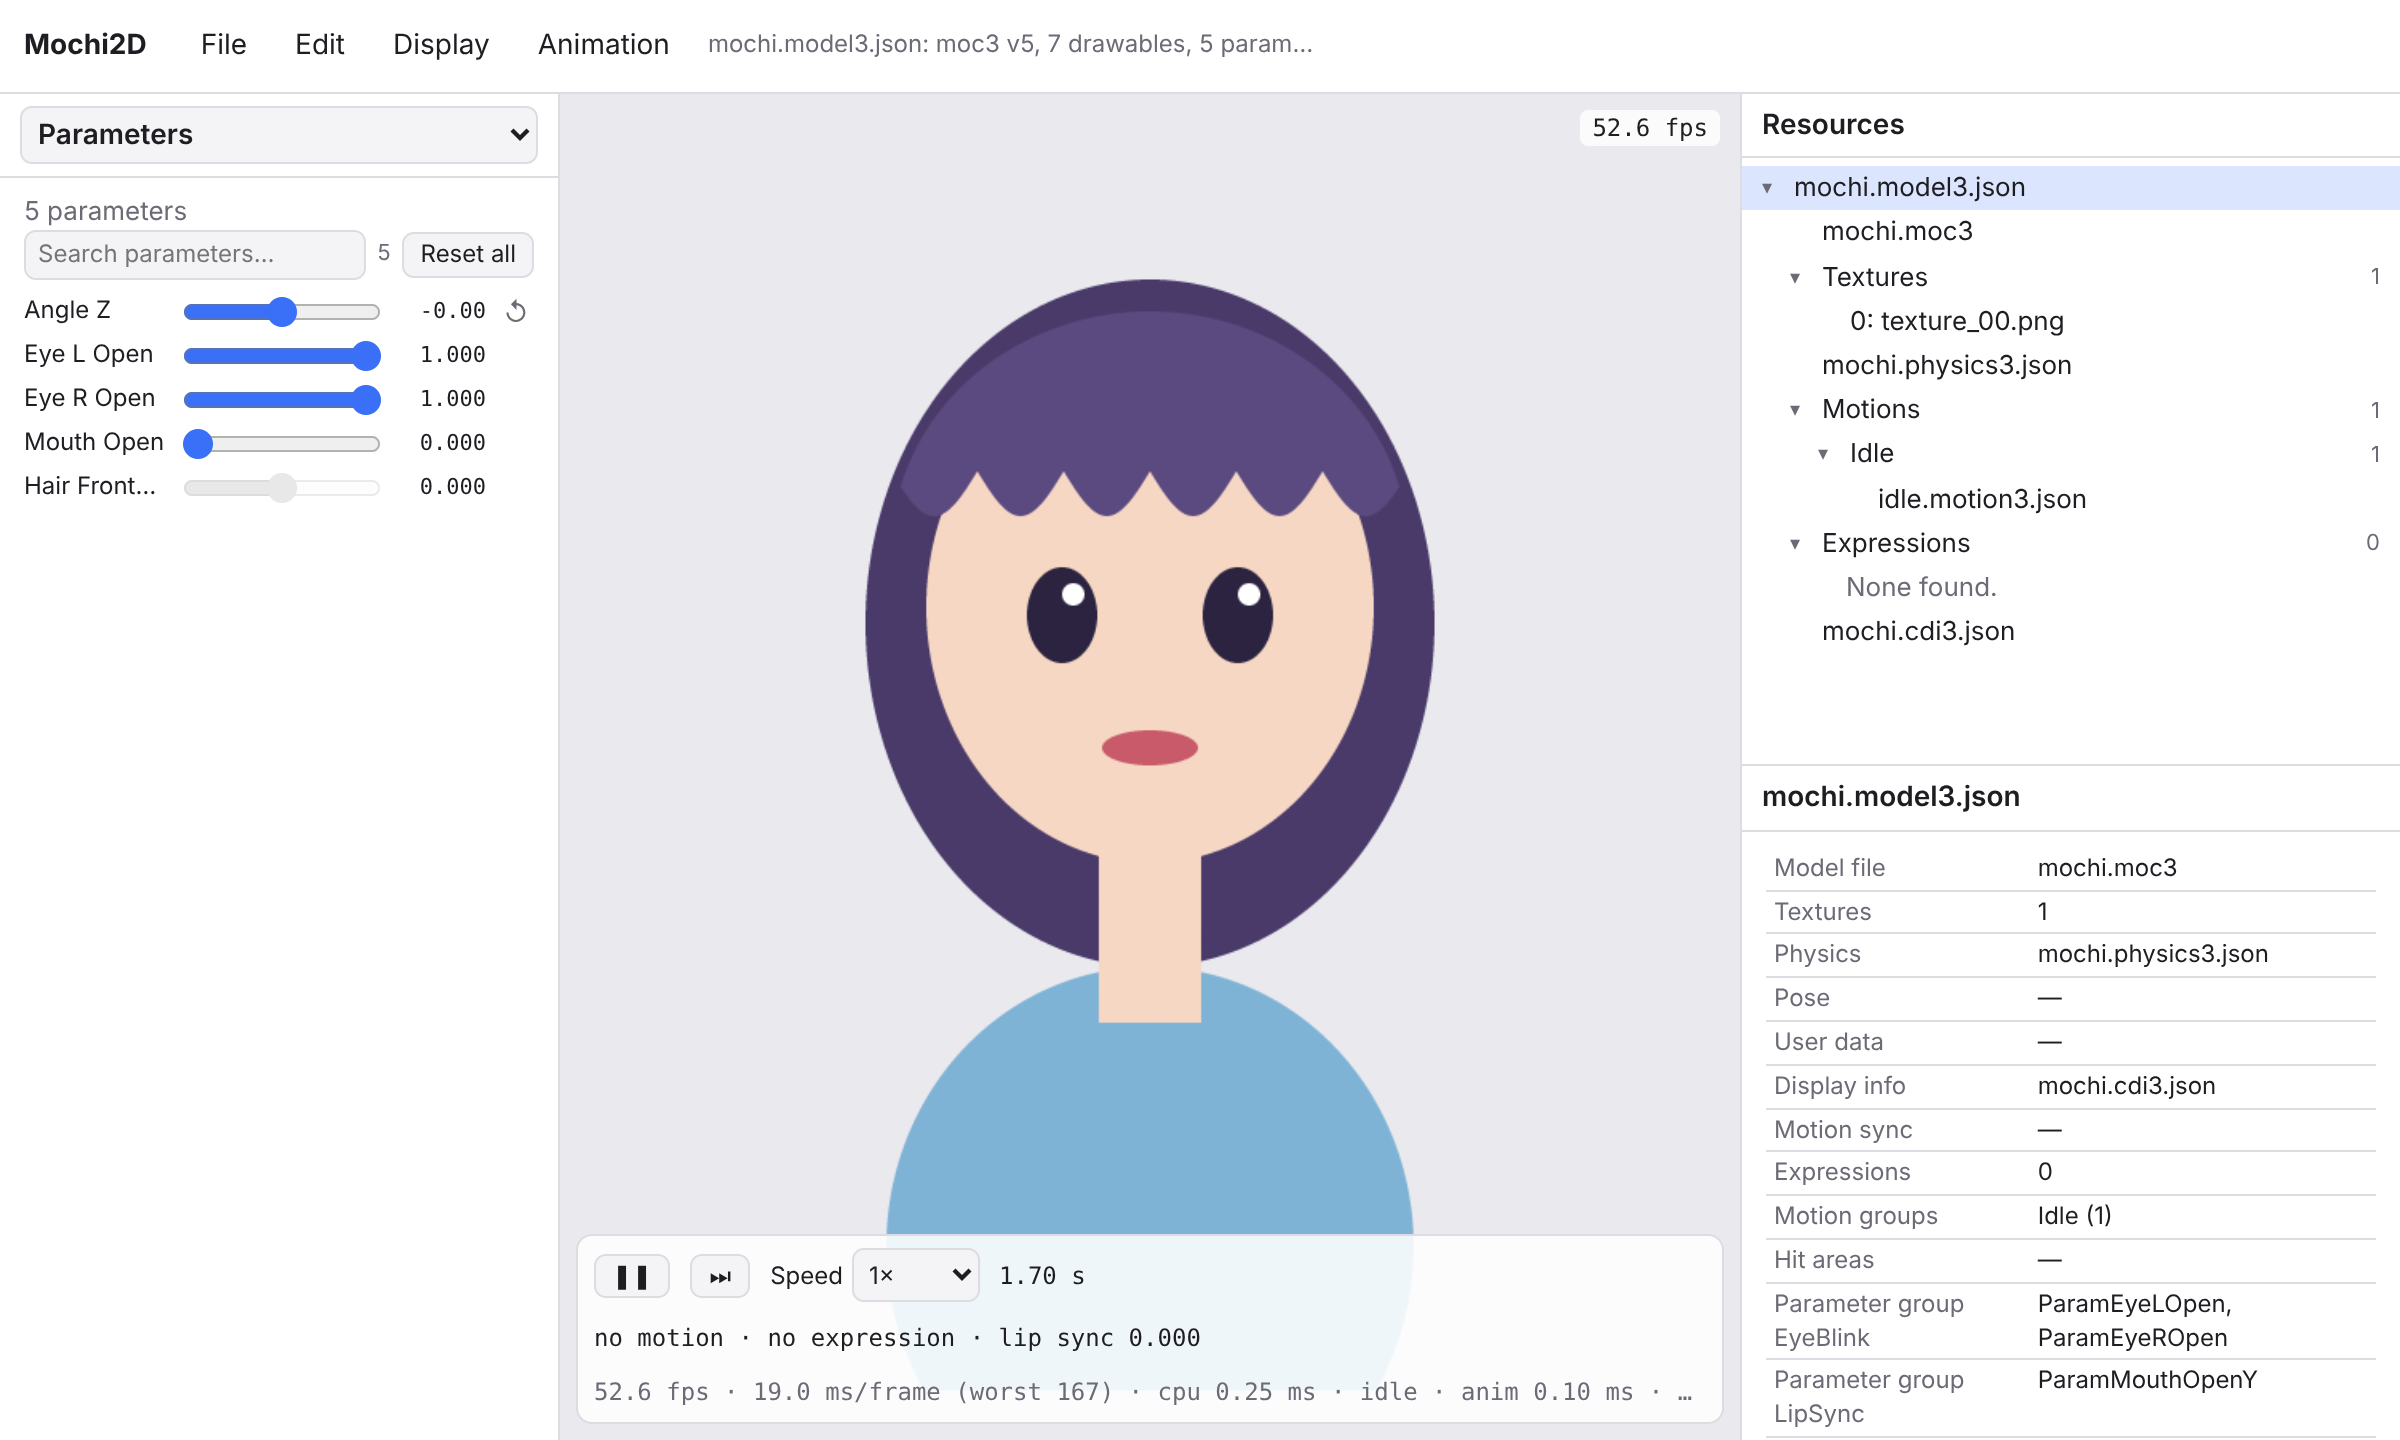 Mochi2D File Edit Display Animation mochi.model3.json: moc3 v5, 7 drawables, 5 param...
Parameters
5 parameters
Search parameters... 5 Reset all
Angle Z -0.00
Eye L Open 1.000
Eye R Open 1.000
Mouth Open 0.000
Hair Front... 0.000
52.6 fps
Speed 1× 1.70 s
no motion · no expression · lip sync 0.000
52.6 fps · 19.0 ms/frame (worst 167) · cpu 0.25 ms · idle · anim 0.10 ms · …
Resources
mochi.model3.json
mochi.moc3
Textures 1
0: texture_00.png
mochi.physics3.json
Motions 1
Idle 1
idle.motion3.json
Expressions 0
None found.
mochi.cdi3.json
mochi.model3.json
Model file mochi.moc3
Textures 1
Physics mochi.physics3.json
Pose —
User data —
Display info mochi.cdi3.json
Motion sync —
Expressions 0
Motion groups Idle (1)
Hit areas —
Parameter group ParamEyeLOpen,
EyeBlink ParamEyeROpen
Parameter group ParamMouthOpenY
LipSync